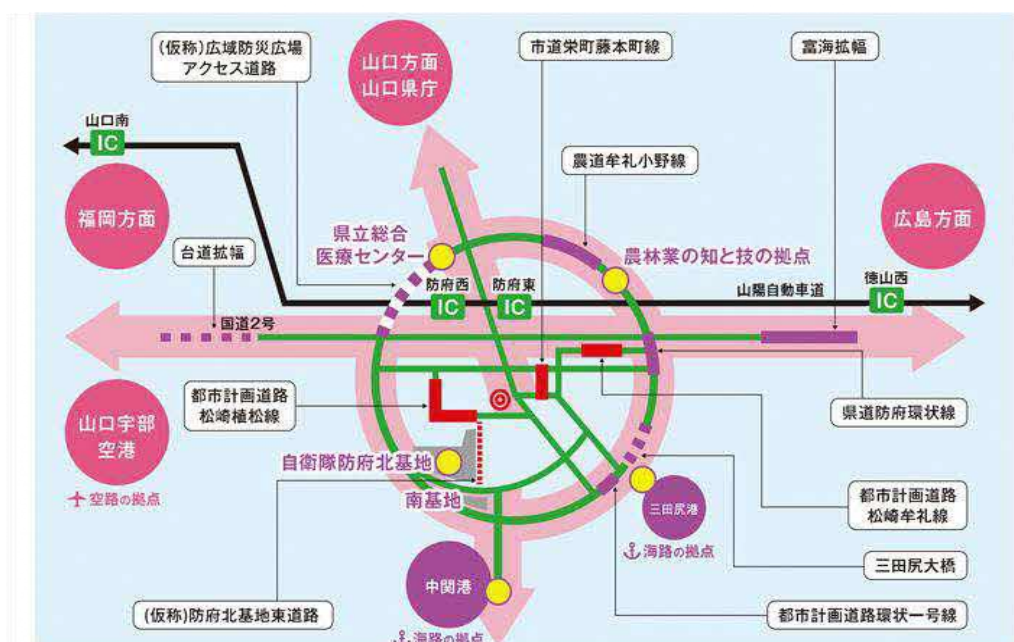 (仮称)広域防災広場
アクセス道路
山口方面
山口県庁
市道栄町藤本町線
富海拡幅
山口南
IC
農道牟礼小野線
福岡方面
広島方面
県立総合
医療センター
農林業の知と技の拠点
台道拡幅
防府西
IC
防府東
IC
山陽自動車道
徳山西
IC
国道2号
都市計画道路
松崎植松線
県道防府環状線
山口宇部
空港
空路の拠点
自衛隊防府北基地
南基地
三田尻港
海路の拠点
都市計画道路
松崎牟礼線
三田尻大橋
中関港
海路の拠点
(仮称)防府北基地東道路
都市計画道路環状一号線